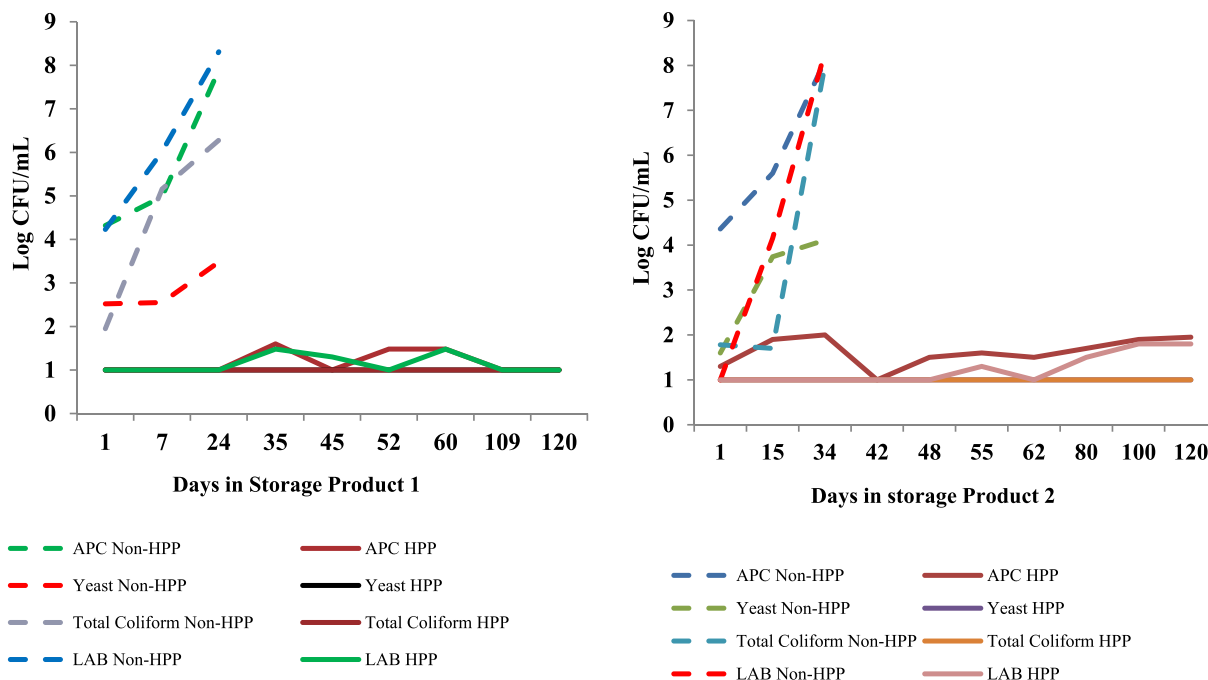 9
8
7
6
5
4
3
2
1
0
Log CFU/mL
1 7 24 35 45 52 60 109 120
Days in Storage Product 1
APC Non-HPP APC HPP
Yeast Non-HPP Yeast HPP
Total Coliform Non-HPP Total Coliform HPP
LAB Non-HPP LAB HPP
9
8
7
6
5
4
3
2
1
0
Log CFU/mL
1 15 34 42 48 55 62 80 100 120
Days in storage Product 2
APC Non-HPP APC HPP
Yeast Non-HPP Yeast HPP
Total Coliform Non-HPP Total Coliform HPP
LAB Non-HPP LAB HPP